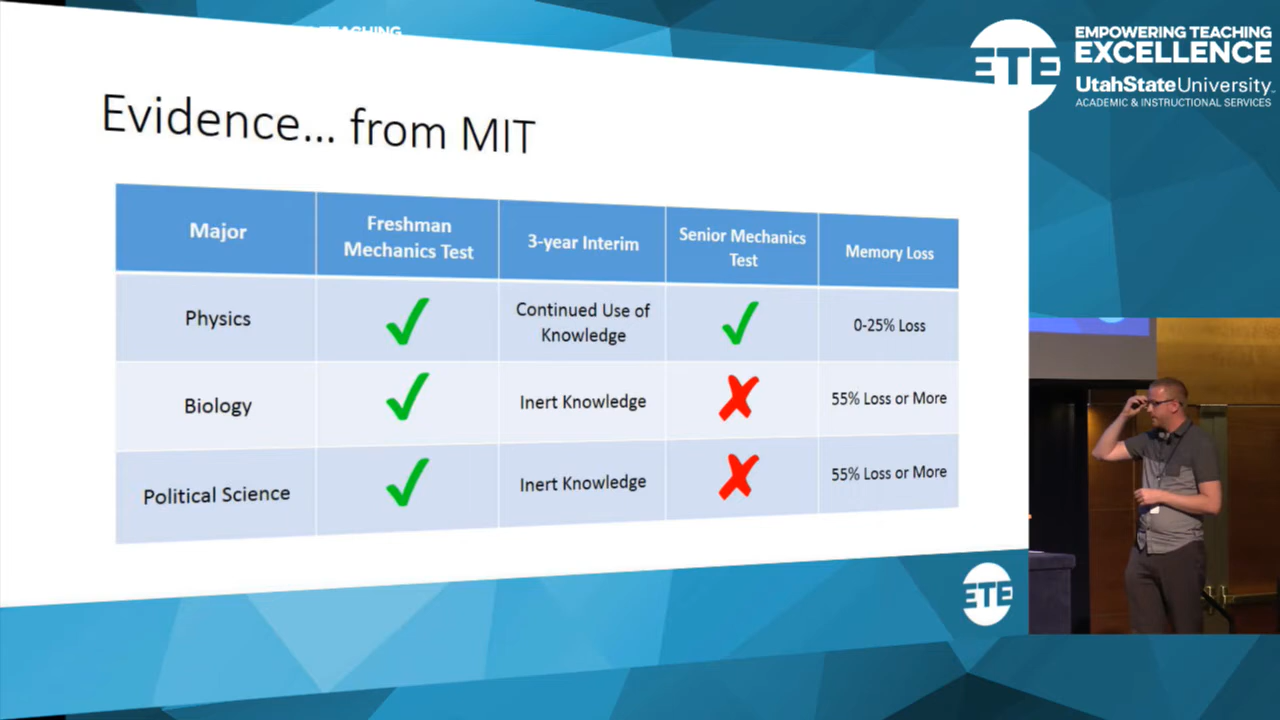 TEACHING
ETE
EMPOWERING TEACHING
EXCELLENCE
UtahStateUniversity
ACADEMIC & INSTRUCTIONAL SERVICES
Evidence... from MIT
Major
Freshman
Mechanics Test
3-year Interim
Senior Mechanics
Test
Memory Loss
Physics
Continued Use of
Knowledge
0-25% Loss
Biology
Inert Knowledge
55% Loss or More
Political Science
Inert Knowledge
55% Loss or More
ETE